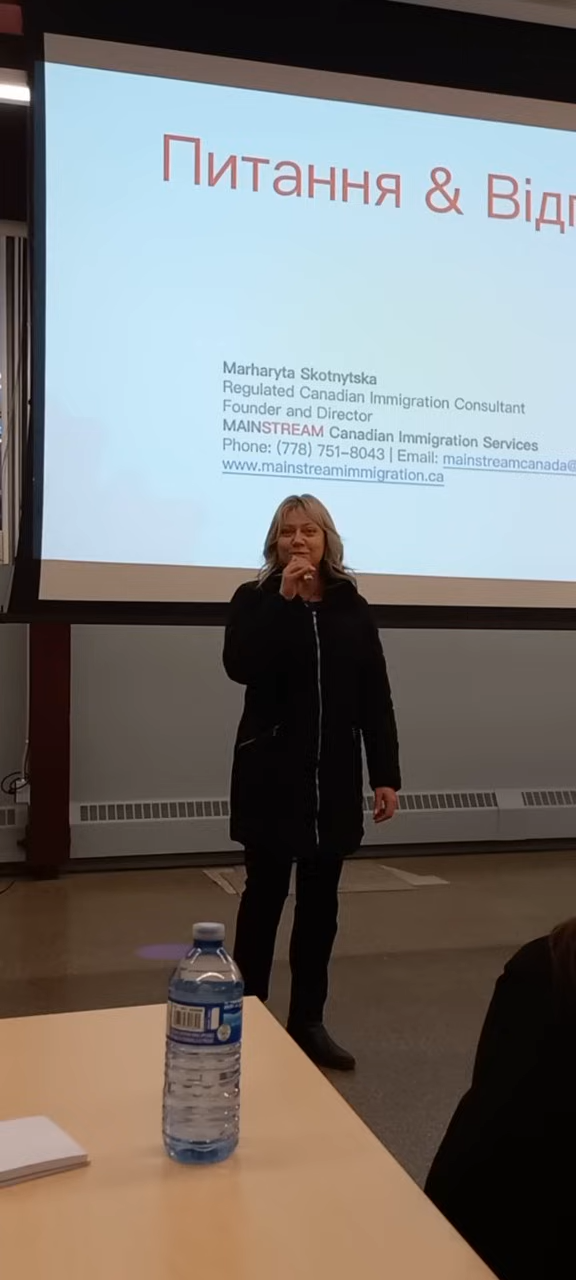 Питання & Від
Marharyta Skotnytska
Regulated Canadian Immigration Consultant
Founder and Director
MAINSTREAM Canadian Immigration Services
Phone: (778) 751-8043 | Email: mainstreamcanada@
www.mainstreamimmigration.ca